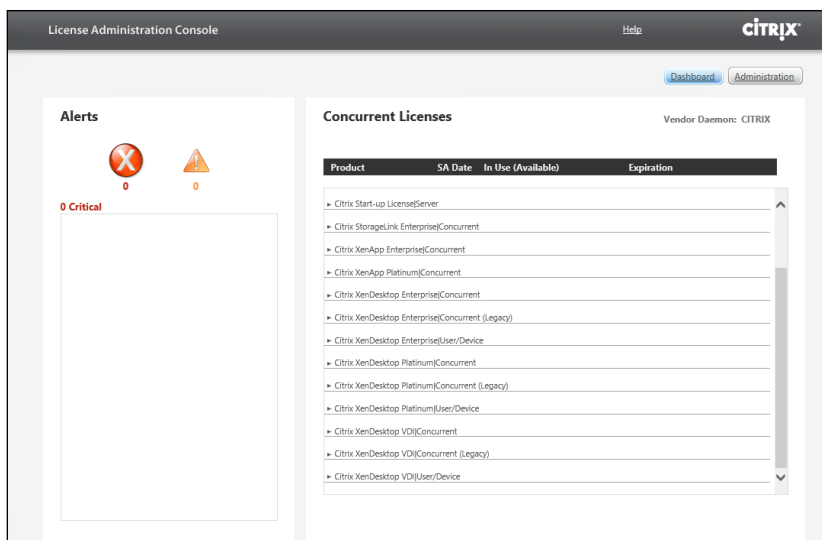 License Administration Console Help CİTRIX
Dashboard Administration
Alerts
0 0
0 Critical
Concurrent Licenses Vendor Daemon: CITRIX
Product SA Date In Use (Available) Expiration
Citrix Start-up License|Server
Citrix StorageLink Enterprise|Concurrent
Citrix XenApp Enterprise|Concurrent
Citrix XenApp Platinum|Concurrent
Citrix XenDesktop Enterprise|Concurrent
Citrix XenDesktop Enterprise|Concurrent (Legacy)
Citrix XenDesktop Enterprise|User/Device
Citrix XenDesktop Platinum|Concurrent
Citrix XenDesktop Platinum|Concurrent (Legacy)
Citrix XenDesktop Platinum|User/Device
Citrix XenDesktop VDI|Concurrent
Citrix XenDesktop VDI|Concurrent (Legacy)
Citrix XenDesktop VDI|User/Device